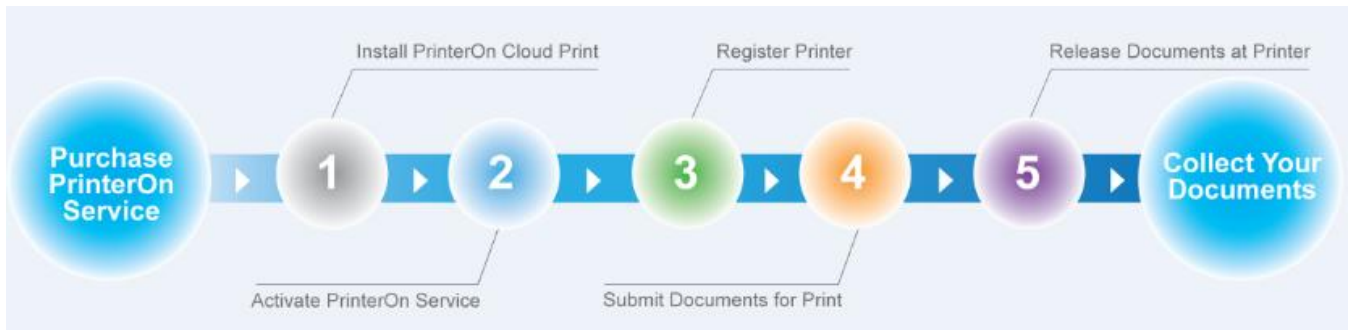 Install PrinterOn Cloud Print
Register Printer
Release Documents at Printer
Purchase
PrinterOn
Service
1
2
3
4
5
Collect Your
Documents
Activate PrinterOn Service
Submit Documents for Print